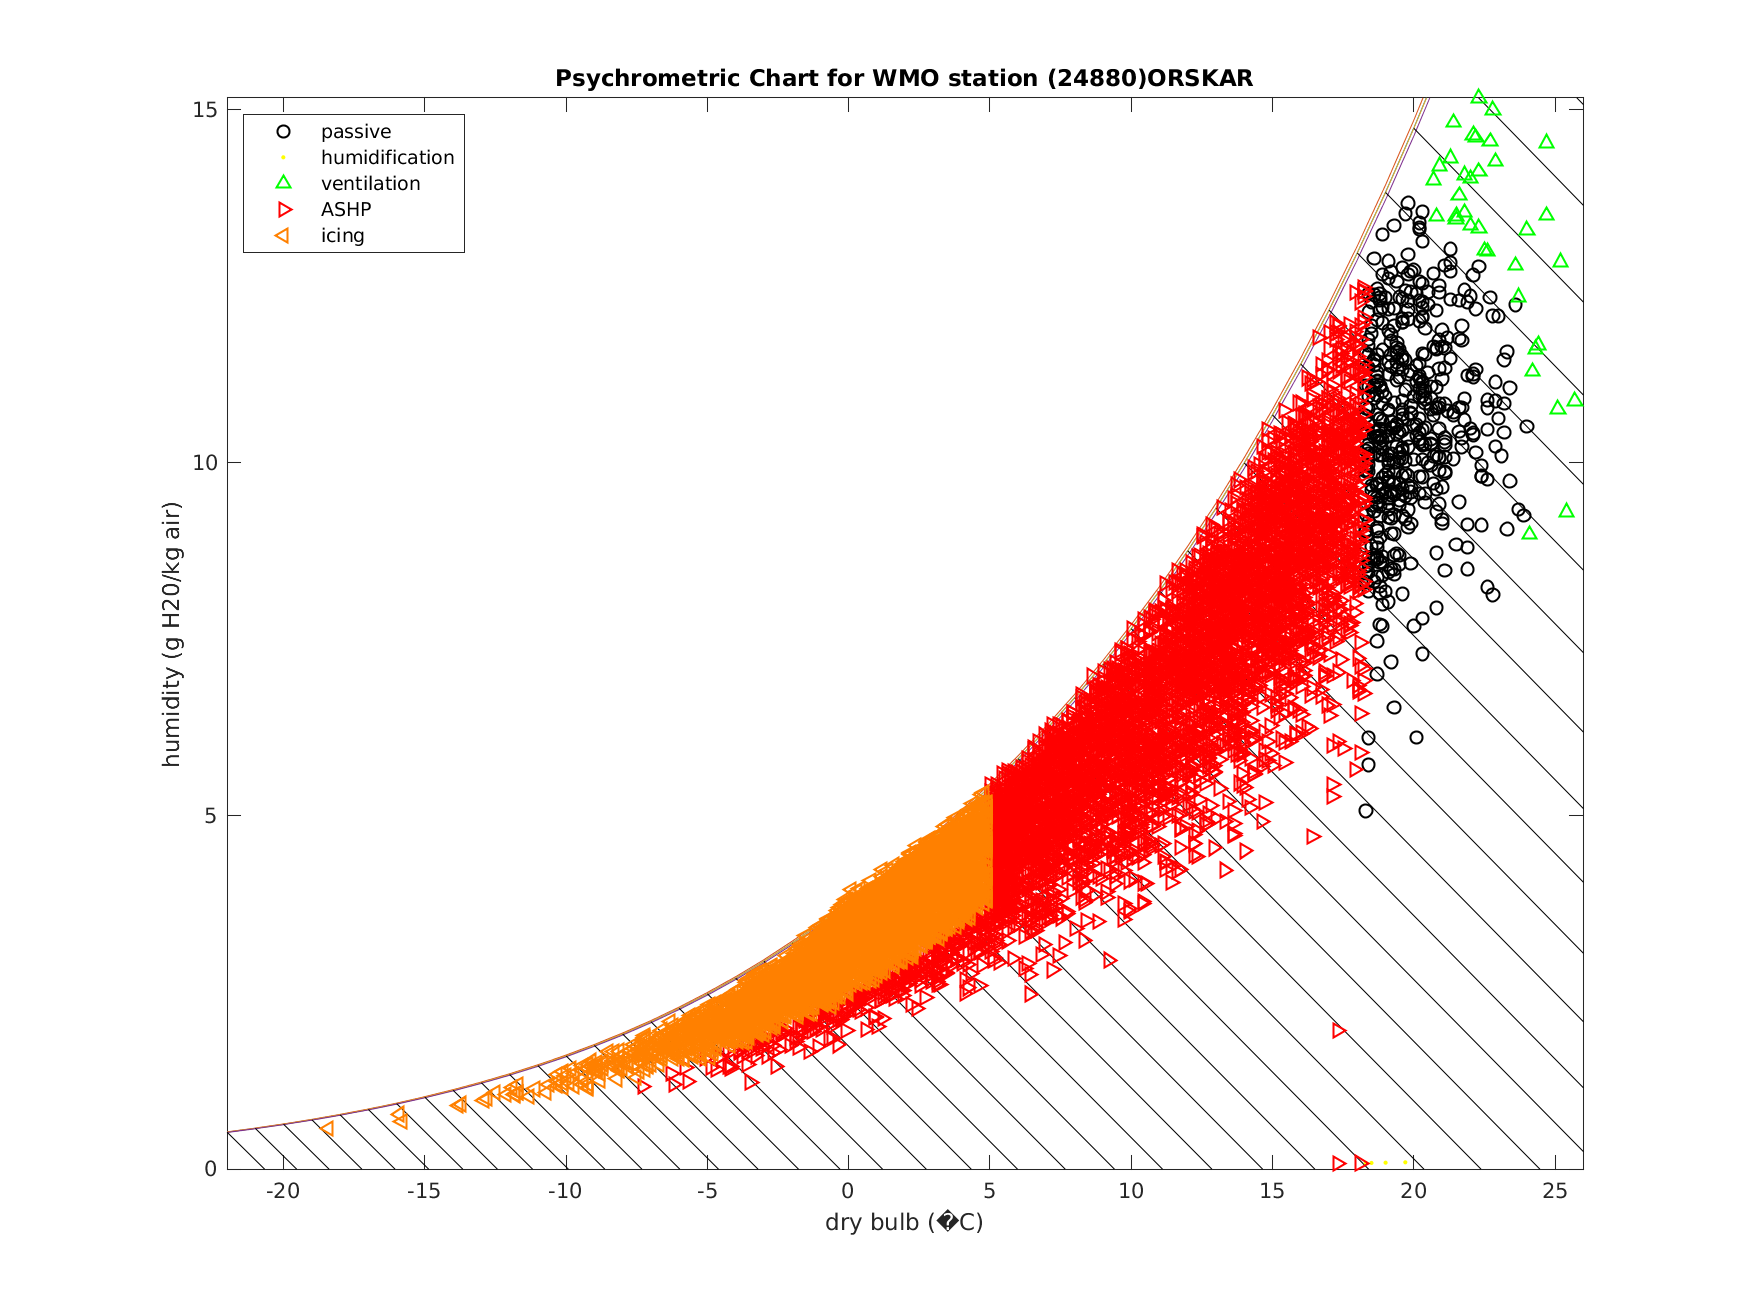 Psychrometric Chart for WMO station (24880)ORSKAR
15
passive
humidification
ventilation
ASHP
icing
10
humidity (g H20/kg air)
5
0
-20 -15 -10 -5 0 5 10 15 20 25
dry bulb (�C)